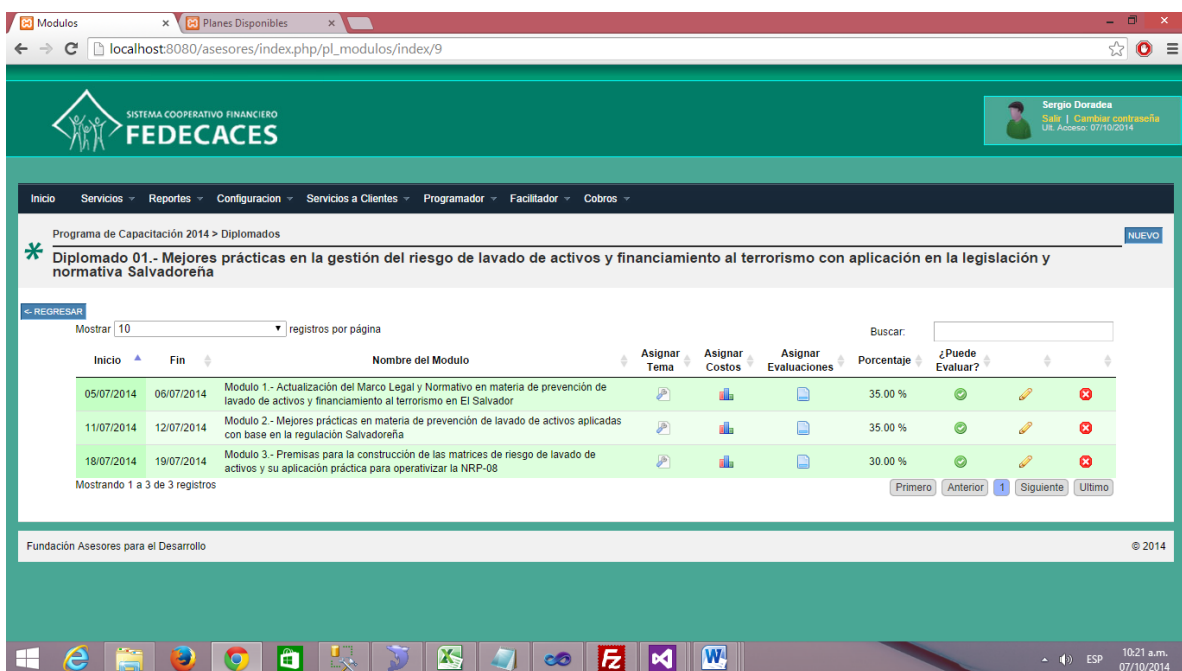 Modulos
Planes Disponibles
localhost:8080/asesores/index.php/pl_modulos/index/9
SISTEMA COOPERATIVO FINANCIERO
FEDECACES
Sergio Doradea
Salir | Cambiar contraseña
Ult. Acceso: 07/10/2014
Inicio Servicios Reportes Configuracion Servicios a Clientes Programador Facilitador Cobros
Programa de Capacitación 2014 > Diplomados
NUEVO
Diplomado 01.- Mejores prácticas en la gestión del riesgo de lavado de activos y financiamiento al terrorismo con aplicación en la legislación y
normativa Salvadoreña
<- REGRESAR
Mostrar 10 registros por página
Buscar:
Inicio Fin Nombre del Modulo Asignar Tema Asignar Costos Asignar Evaluaciones Porcentaje ¿Puede Evaluar?
05/07/2014 06/07/2014 Modulo 1.- Actualización del Marco Legal y Normativo en materia de prevención de
lavado de activos y financiamiento al terrorismo en El Salvador 35.00 %
11/07/2014 12/07/2014 Modulo 2.- Mejores prácticas en materia de prevención de lavado de activos aplicadas
con base en la regulación Salvadoreña 35.00 %
18/07/2014 19/07/2014 Modulo 3.- Premisas para la construcción de las matrices de riesgo de lavado de
activos y su aplicación práctica para operativizar la NRP-08 30.00 %
Mostrando 1 a 3 de 3 registros
Primero Anterior 1 Siguiente Ultimo
Fundación Asesores para el Desarrollo
© 2014
ESP
10:21 a.m.
07/10/2014